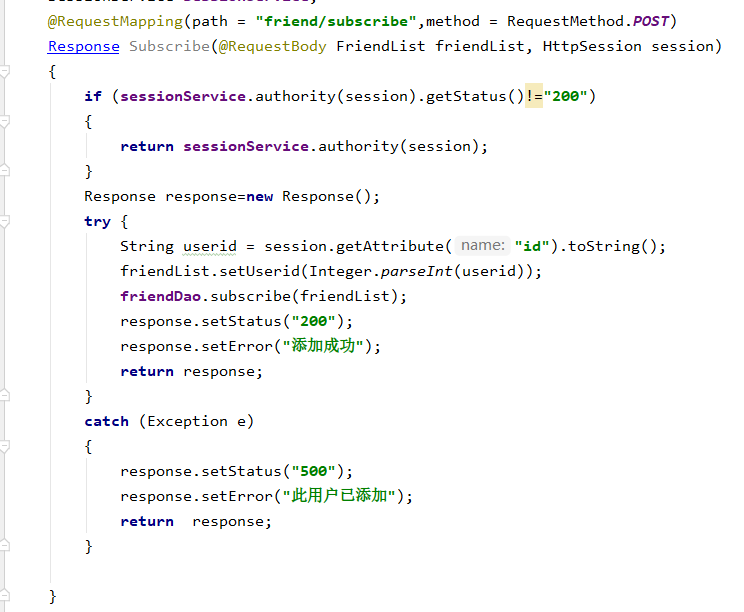 @RequestMapping(path = "friend/subscribe",method = RequestMethod.POST)
Response Subscribe(@RequestBody FriendList friendList, HttpSession session)
{
if (sessionService.authority(session).getStatus()!="200")
{
return sessionService.authority(session);
}
Response response=new Response();
try {
String userid = session.getAttribute( name: "id").toString();
friendList.setUserid(Integer.parseInt(userid));
friendDao.subscribe(friendList);
response.setStatus("200");
response.setError("添加成功");
return response;
}
catch (Exception e)
{
response.setStatus("500");
response.setError("此用户已添加");
return  response;
}
}